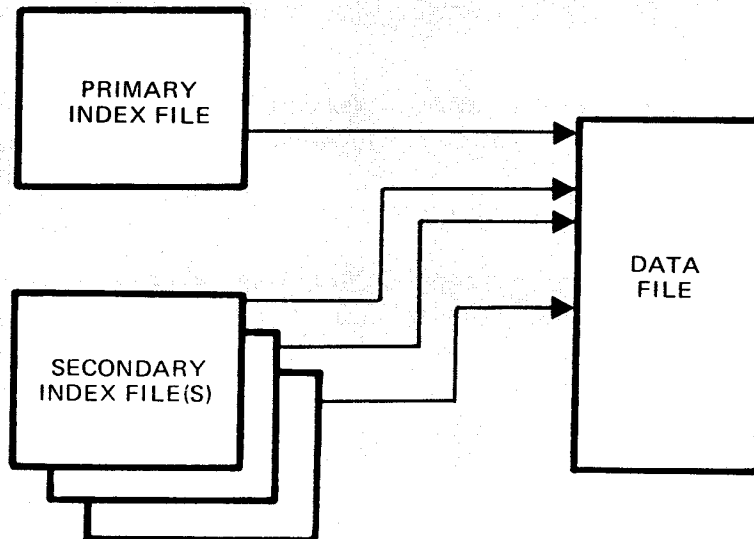 PRIMARY
INDEX FILE
DATA
FILE
SECONDARY
INDEX FILE(S)